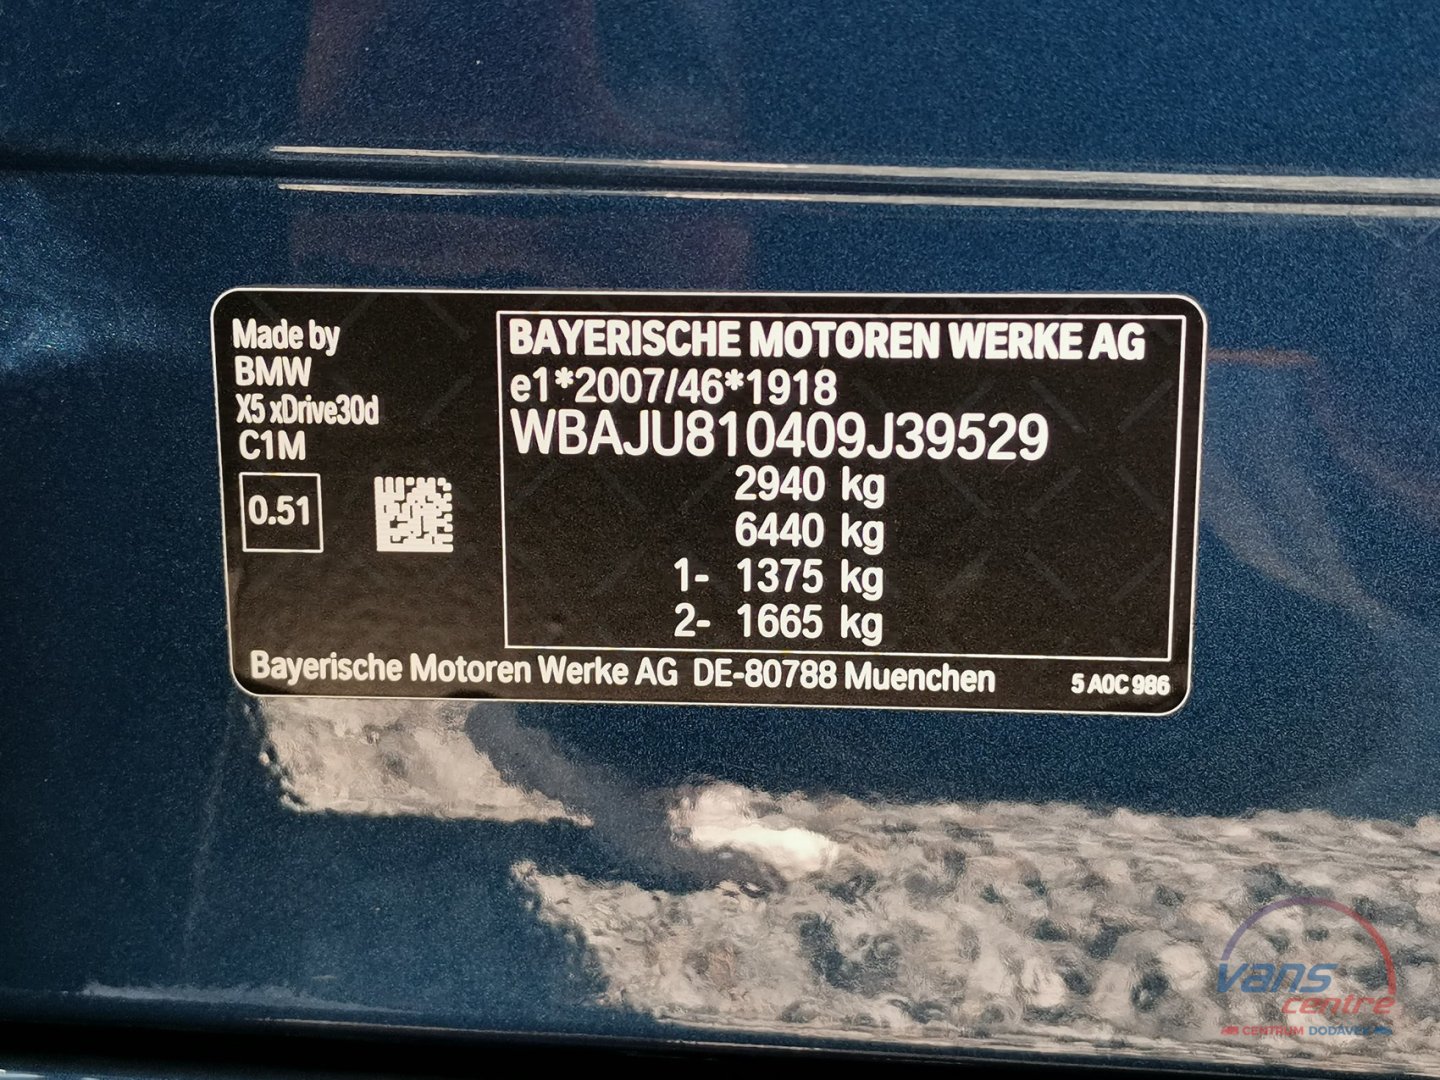 Made by
BMW
X5 xDrive30d
C1M
0.51
BAYERISCHE MOTOREN WERKE AG
e1*2007/46*1918
WBAJU810409J39529
2940 kg
6440 kg
1- 1375 kg
2- 1665 kg
Bayerische Motoren Werke AG DE-80788 Muenchen
5 A0C 986
vans
centre
CENTRUM DODÁVEK